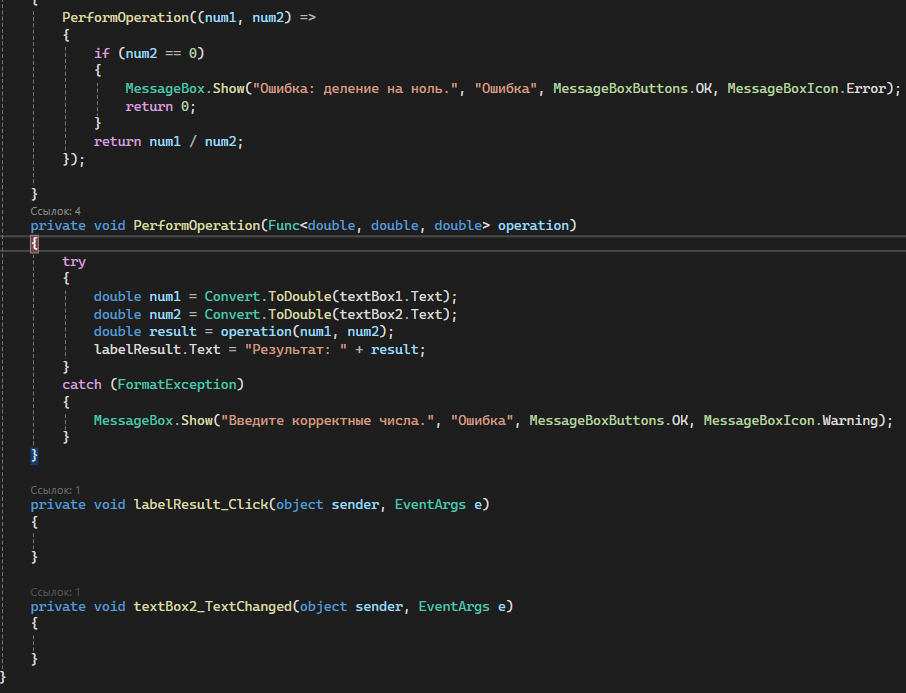 {
PerformOperation((num1, num2) =>
{
if (num2 == 0)
{
MessageBox.Show("Ошибка: деление на ноль.", "Ошибка", MessageBoxButtons.OK, MessageBoxIcon.Error);
return 0;
}
return num1 / num2;
});
}
Ссылок: 4
private void PerformOperation(Func<double, double, double> operation)
{
try
{
double num1 = Convert.ToDouble(textBox1.Text);
double num2 = Convert.ToDouble(textBox2.Text);
double result = operation(num1, num2);
labelResult.Text = "Результат: " + result;
}
catch (FormatException)
{
MessageBox.Show("Введите корректные числа.", "Ошибка", MessageBoxButtons.OK, MessageBoxIcon.Warning);
}
}
Ссылок: 1
private void labelResult_Click(object sender, EventArgs e)
{
}
Ссылок: 1
private void textBox2_TextChanged(object sender, EventArgs e)
{
}
}